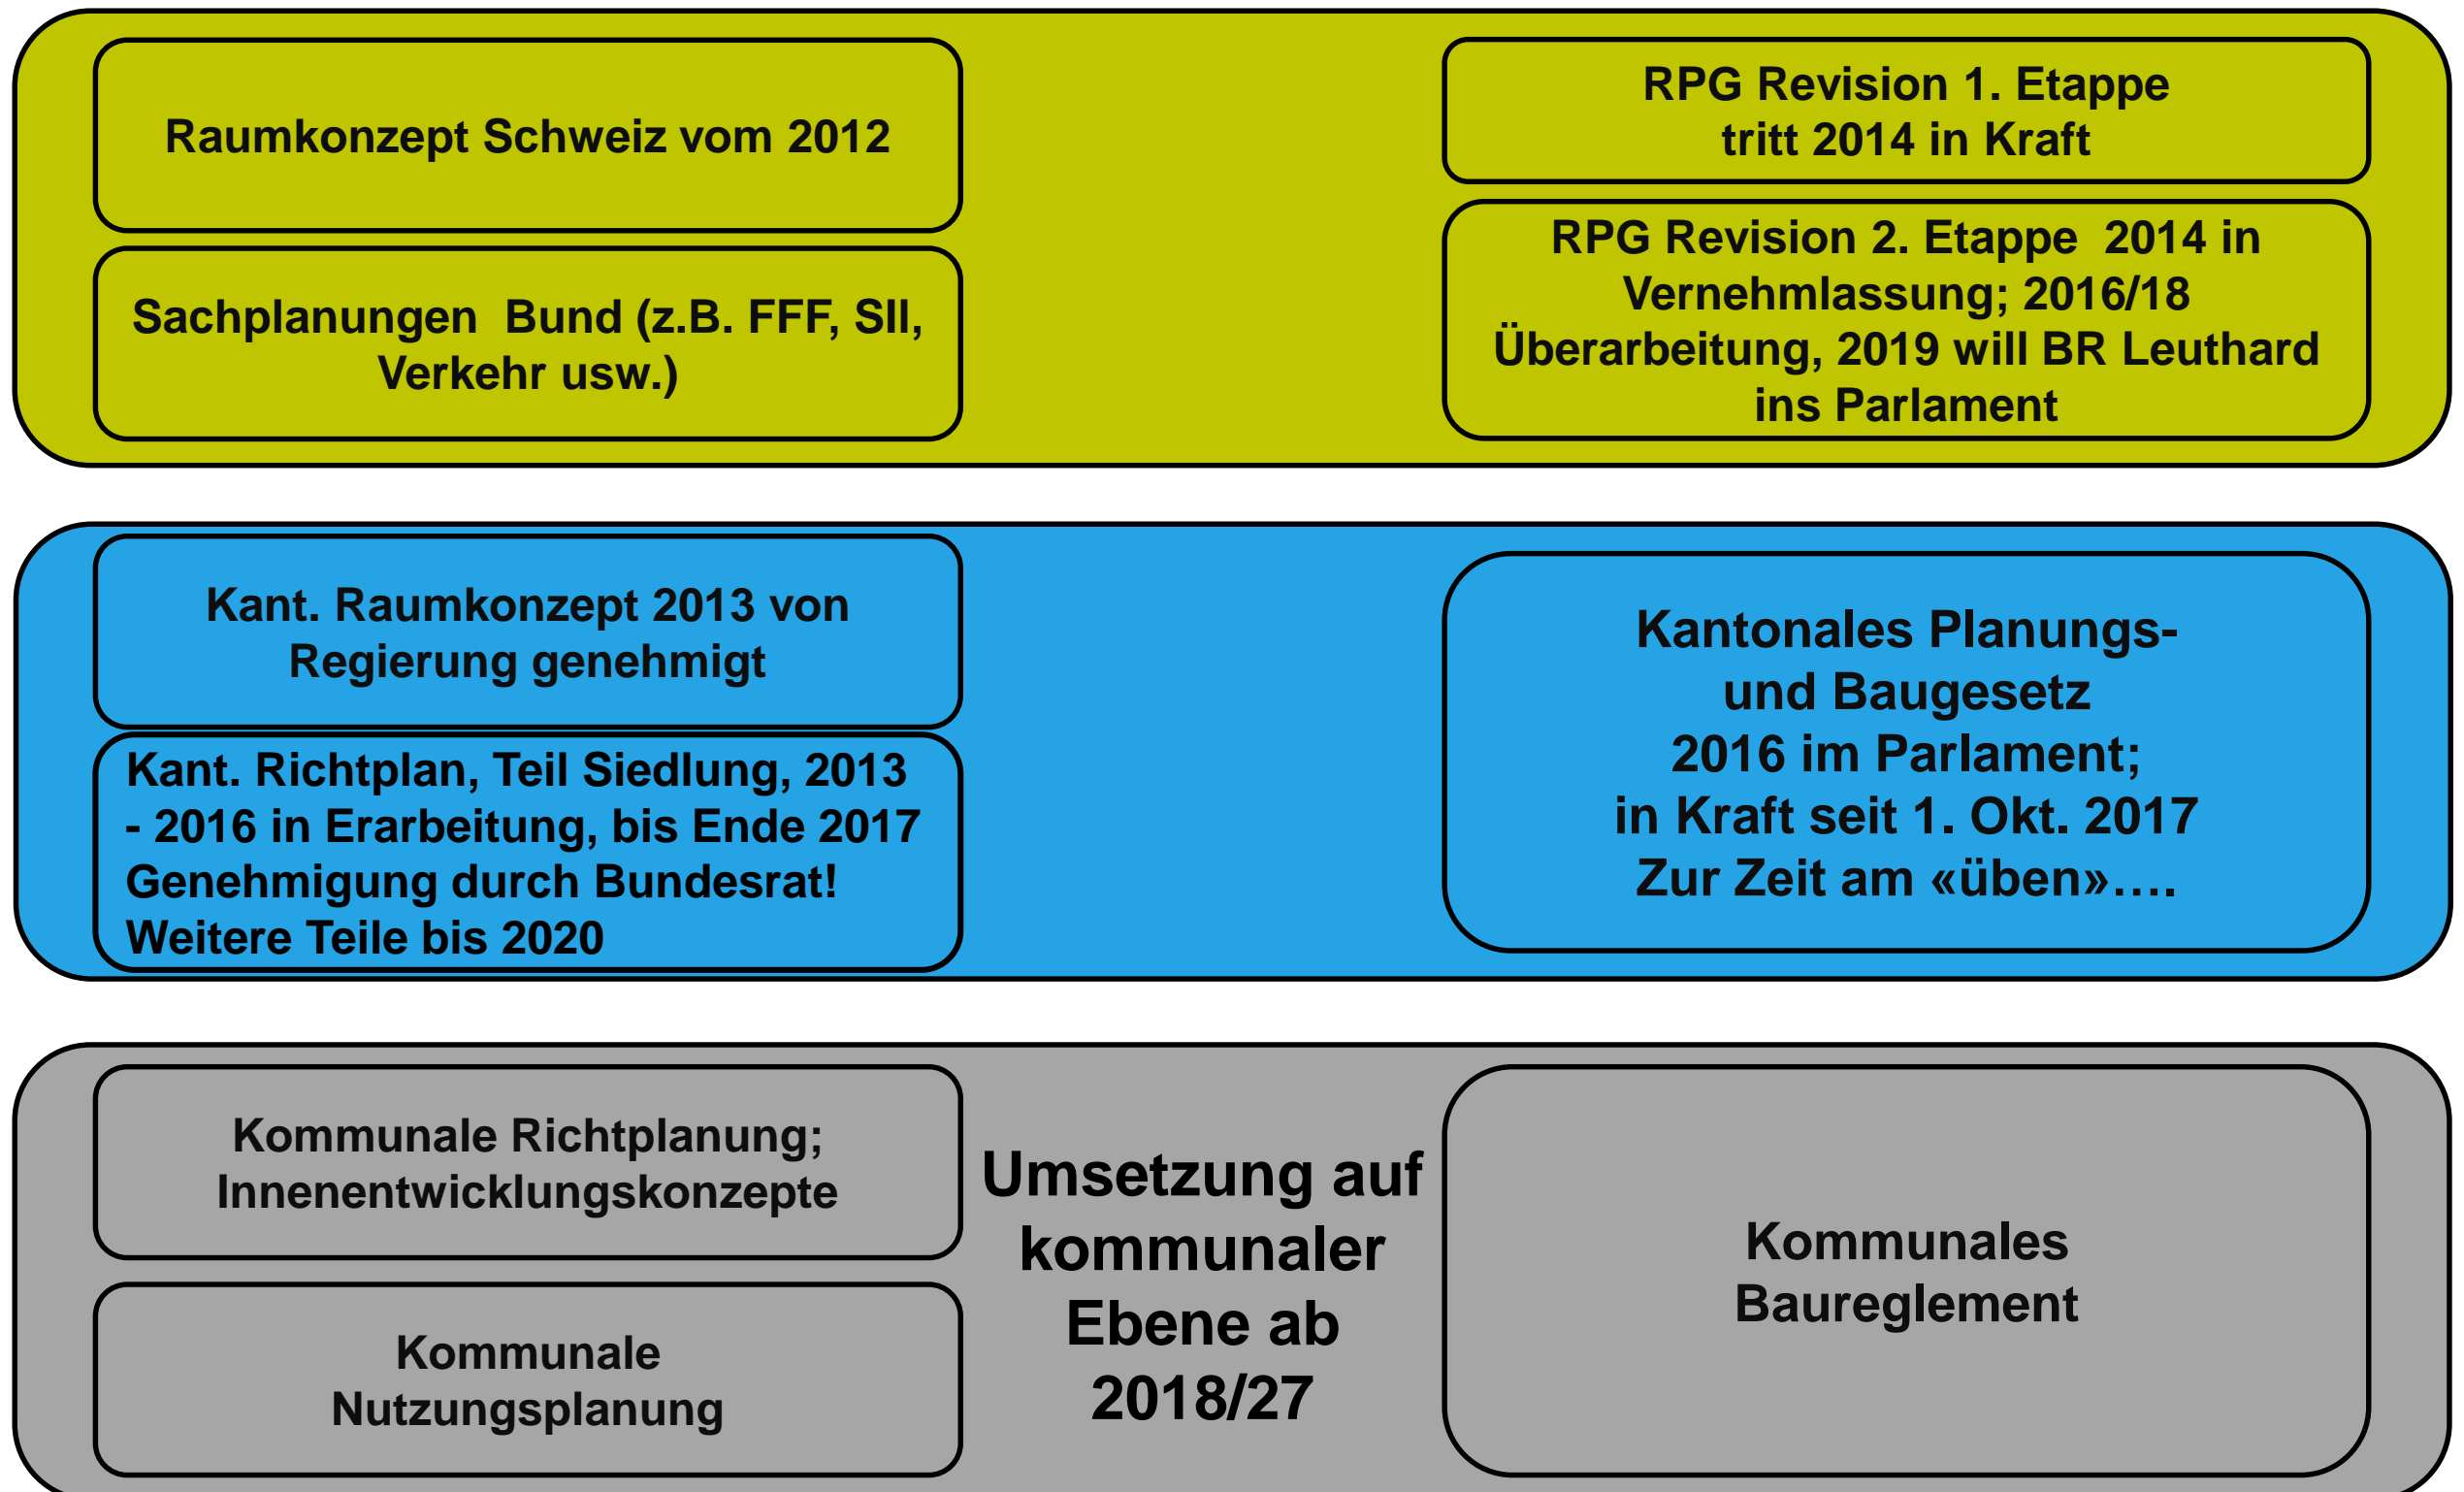 Raumkonzept Schweiz vom 2012
Sachplanungen  Bund (z.B. FFF, SIl,
Verkehr usw.)
RPG Revision 1. Etappe
tritt 2014 in Kraft
RPG Revision 2. Etappe  2014 in
Vernehmlassung; 2016/18
Überarbeitung, 2019 will BR Leuthard
ins Parlament
Kant. Raumkonzept 2013 von
Regierung genehmigt
Kant. Richtplan, Teil Siedlung, 2013
- 2016 in Erarbeitung, bis Ende 2017
Genehmigung durch Bundesrat!
Weitere Teile bis 2020
Kantonales Planungs-
und Baugesetz
2016 im Parlament;
in Kraft seit 1. Okt. 2017
Zur Zeit am «üben»….
Kommunale Richtplanung;
Innenentwicklungskonzepte
Kommunale
Nutzungsplanung
Umsetzung auf
kommunaler
Ebene ab
2018/27
Kommunales
Baureglement